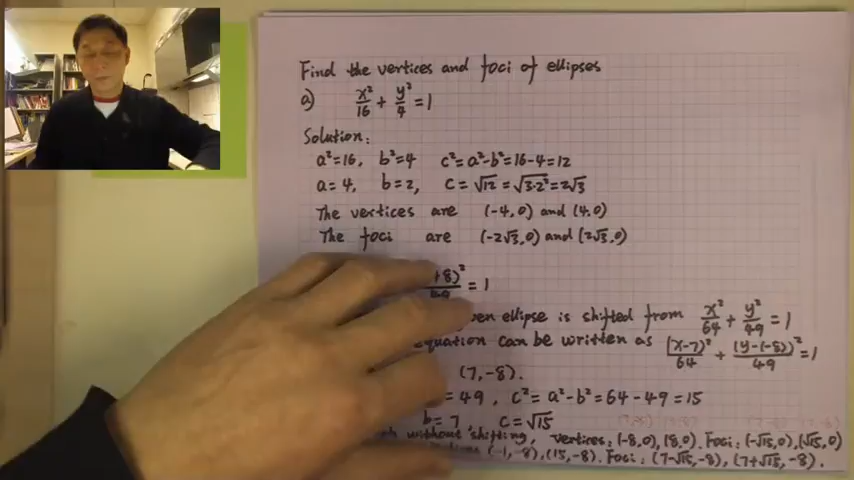 Find the vertices and foci of ellipses
a) x²/16 + y²/4 = 1
Solution:
a²=16, b²=4 c²=a²-b²=16-4=12
a=4, b=2, c=√12=√3·2²=2√3
The vertices are (-4,0) and (4,0)
The foci are (-2√3,0) and (2√3,0)
+8)²/49 = 1
ellipse is shifted from x²/64 + y²/49 = 1
equation can be written as (x-7)²/64 + (y-(-8))²/49 = 1
(7,-8).
= 49, c²=a²-b²=64-49=15
b=7 c=√15
without shifting, vertices: (-8,0), (8,0). Foci: (-√15,0), (√15,0)
(-1,-8), (15,-8). Foci: (7-√15,-8), (7+√15,-8).